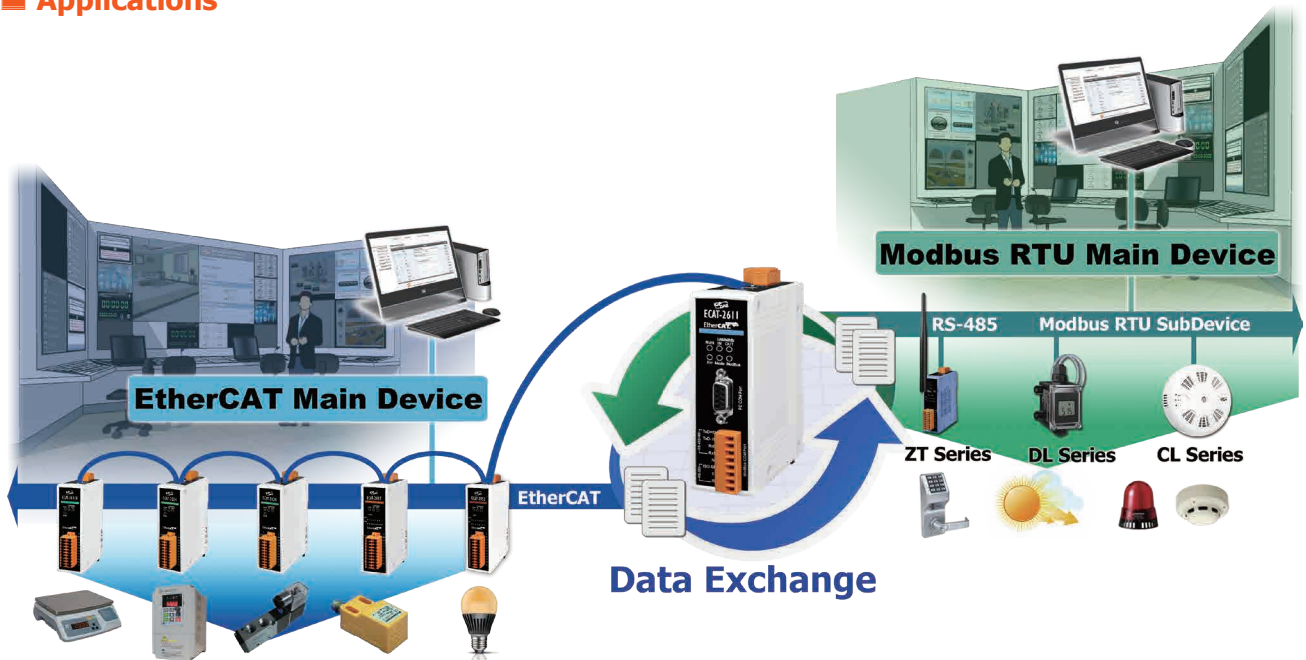 Applications
Modbus RTU Main Device
ECAT-2611
EtherCAT
RS-485
Modbus RTU SubDevice
EtherCAT Main Device
ZT Series
DL Series
CL Series
EtherCAT
Data Exchange